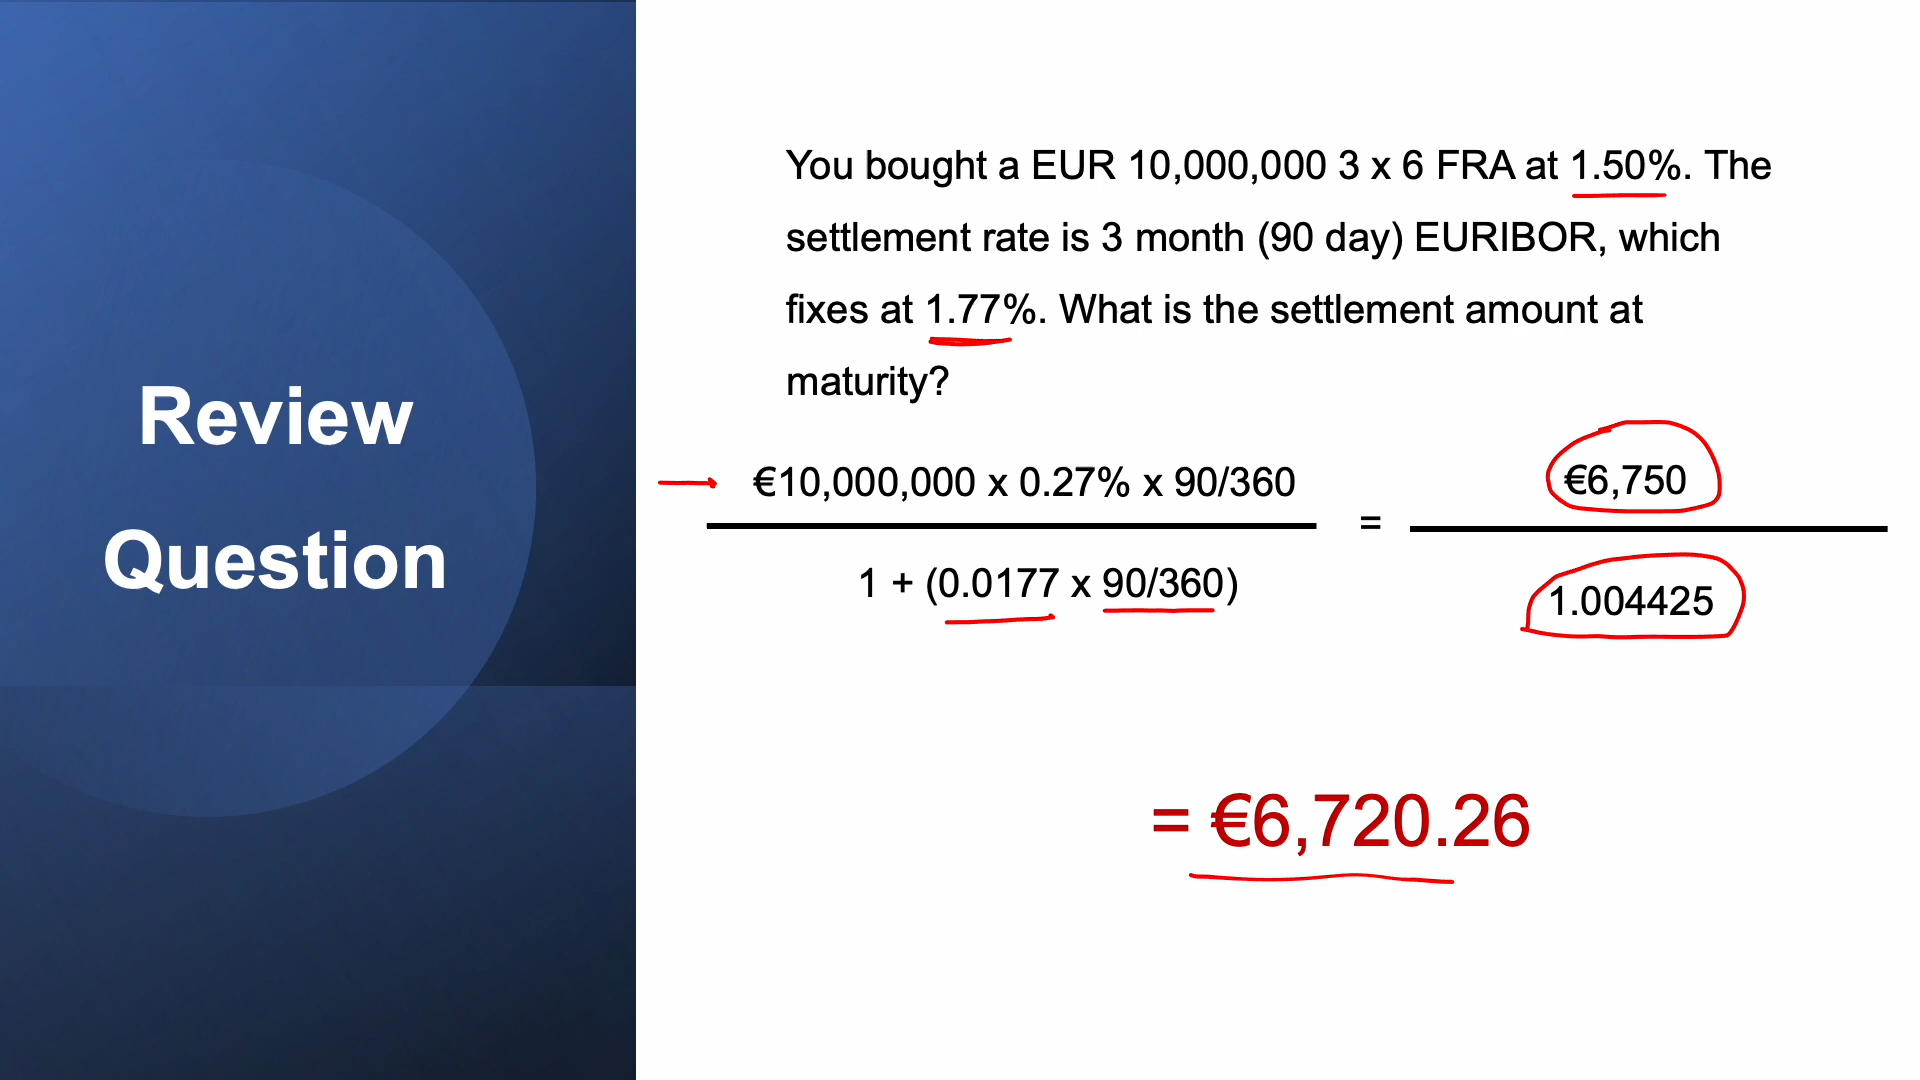 Review
Question
You bought a EUR 10,000,000 3 x 6 FRA at 1.50%. The
settlement rate is 3 month (90 day) EURIBOR, which
fixes at 1.77%. What is the settlement amount at
maturity?
€10,000,000 x 0.27% x 90/360
1 + (0.0177 x 90/360)
=
€6,750
1.004425
= €6,720.26